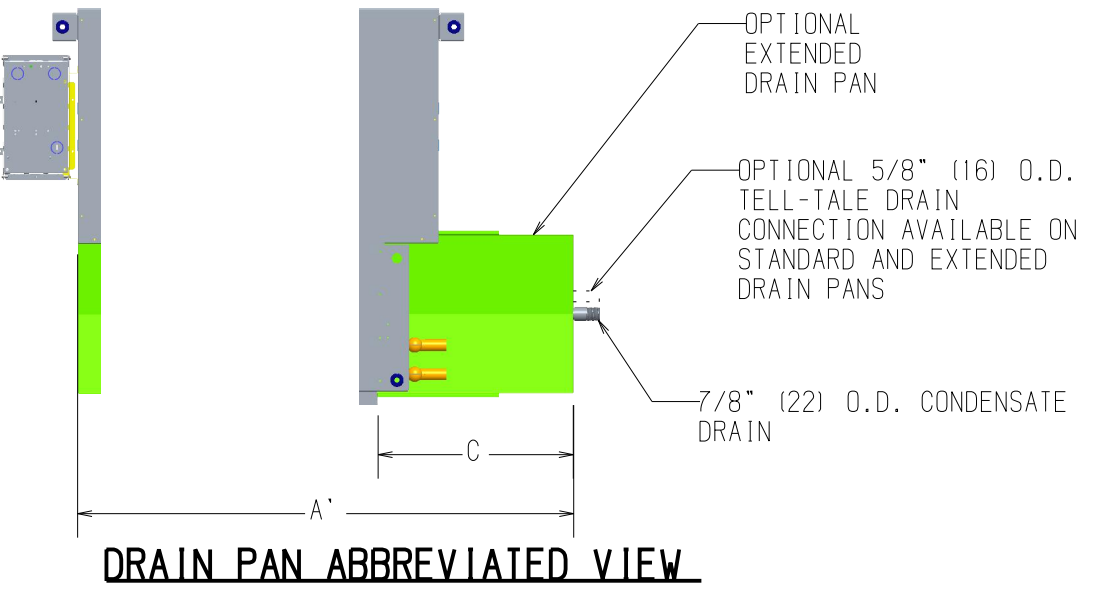 OPTIONAL
EXTENDED
DRAIN PAN
OPTIONAL 5/8" (16) O.D.
TELL-TALE DRAIN
CONNECTION AVAILABLE ON
STANDARD AND EXTENDED
DRAIN PANS
7/8" (22) O.D. CONDENSATE
DRAIN
C
A'
DRAIN PAN ABBREVIATED VIEW